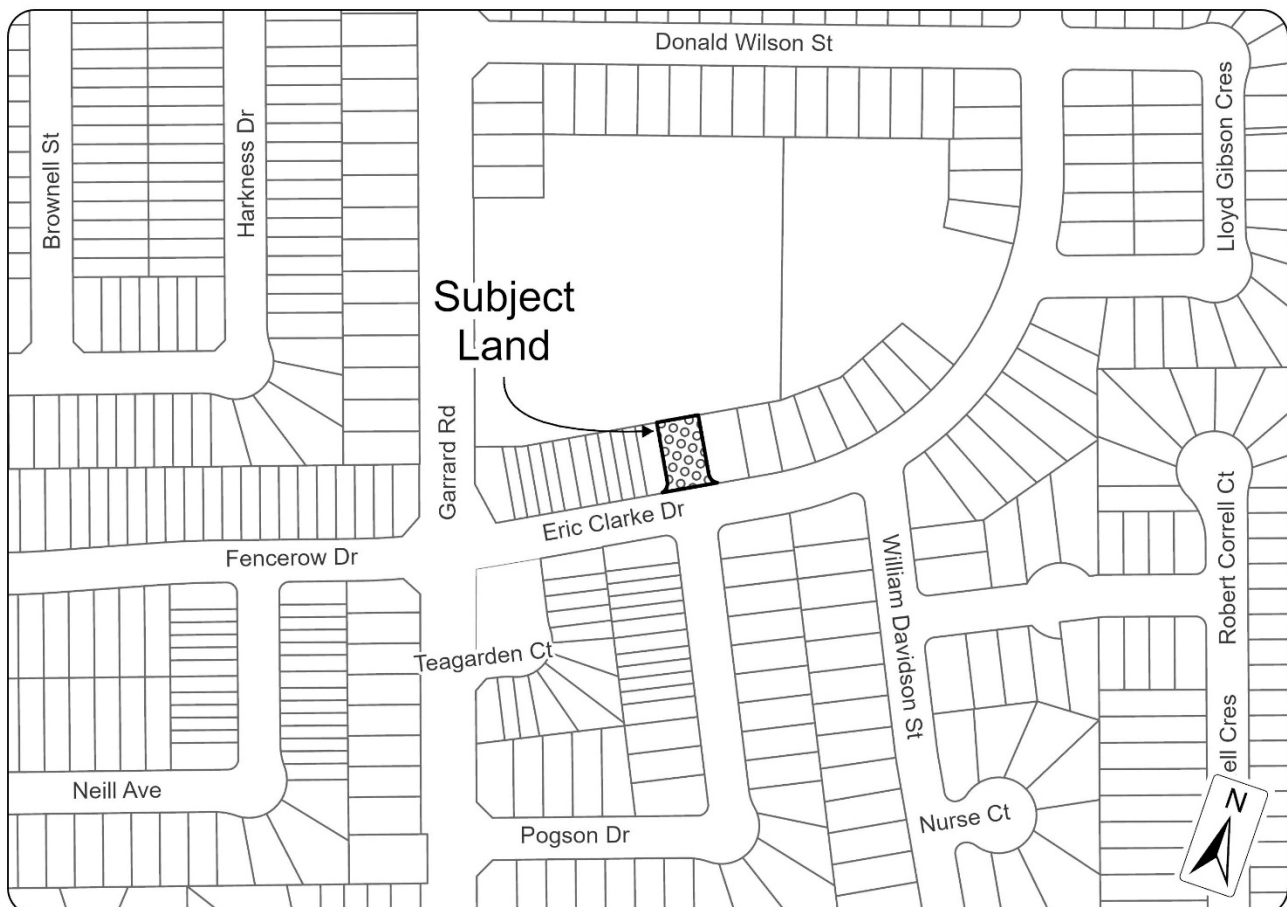 Donald Wilson St
Brownell St
Harkness Dr
Lloyd Gibson Cres
Subject
Land
Garrard Rd
Eric Clarke Dr
Fencerow Dr
William Davidson St
Robert Correll Ct
Teagarden Ct
ell Cres
Neill Ave
Pogson Dr
Nurse Ct
N